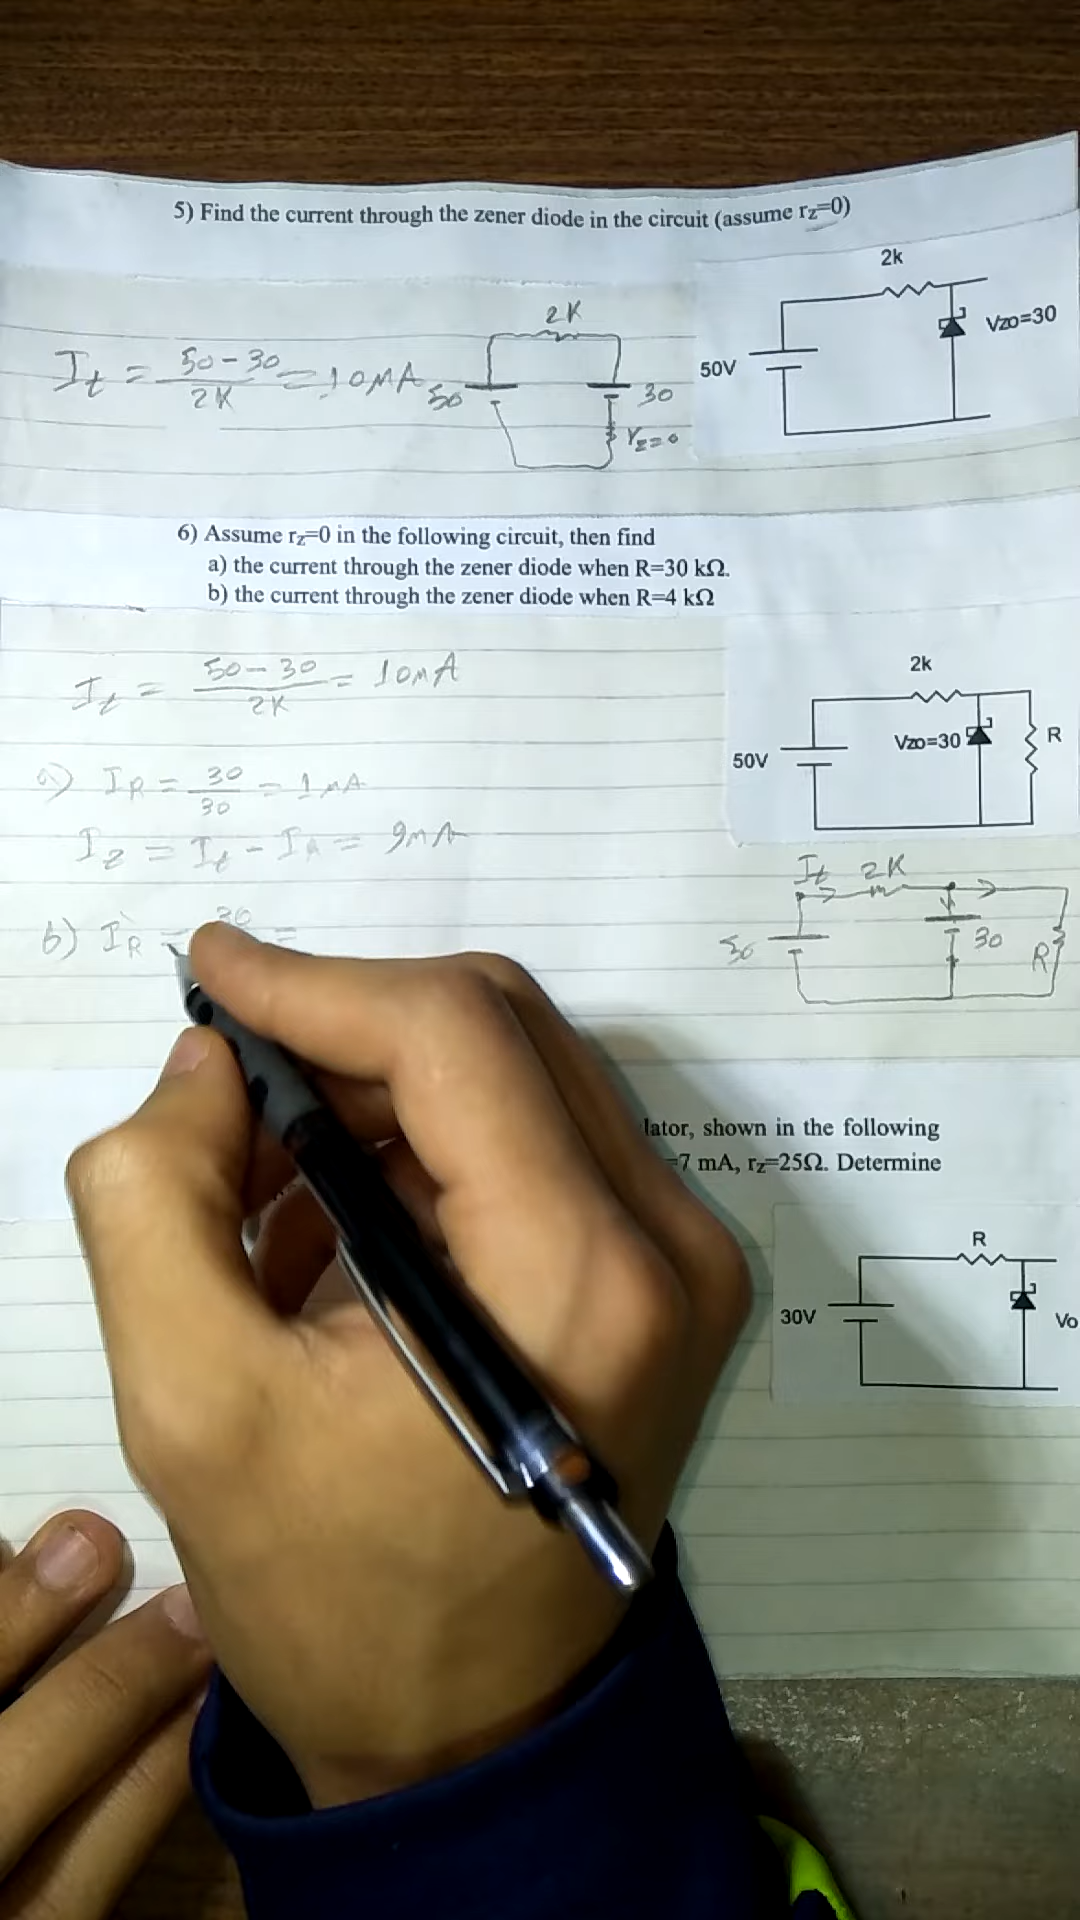 5) Find the current through the zener diode in the circuit (assume rz=0)
2k
Vzo=30
50V
2K
It = 50-30 / 2K = 10mA
50
30
rz=0
6) Assume rz=0 in the following circuit, then find
a) the current through the zener diode when R=30 kΩ.
b) the current through the zener diode when R=4 kΩ
It = 50-30 / 2K = 10mA
2k
Vzo=30
R
50V
a) IR = 30 / 30 = 1mA
Iz = It - IR = 9mA
It 2K
50
30
R
b) IR = 30 =
lator, shown in the following
=7 mA, rz=25Ω. Determine
R
30V
Vo